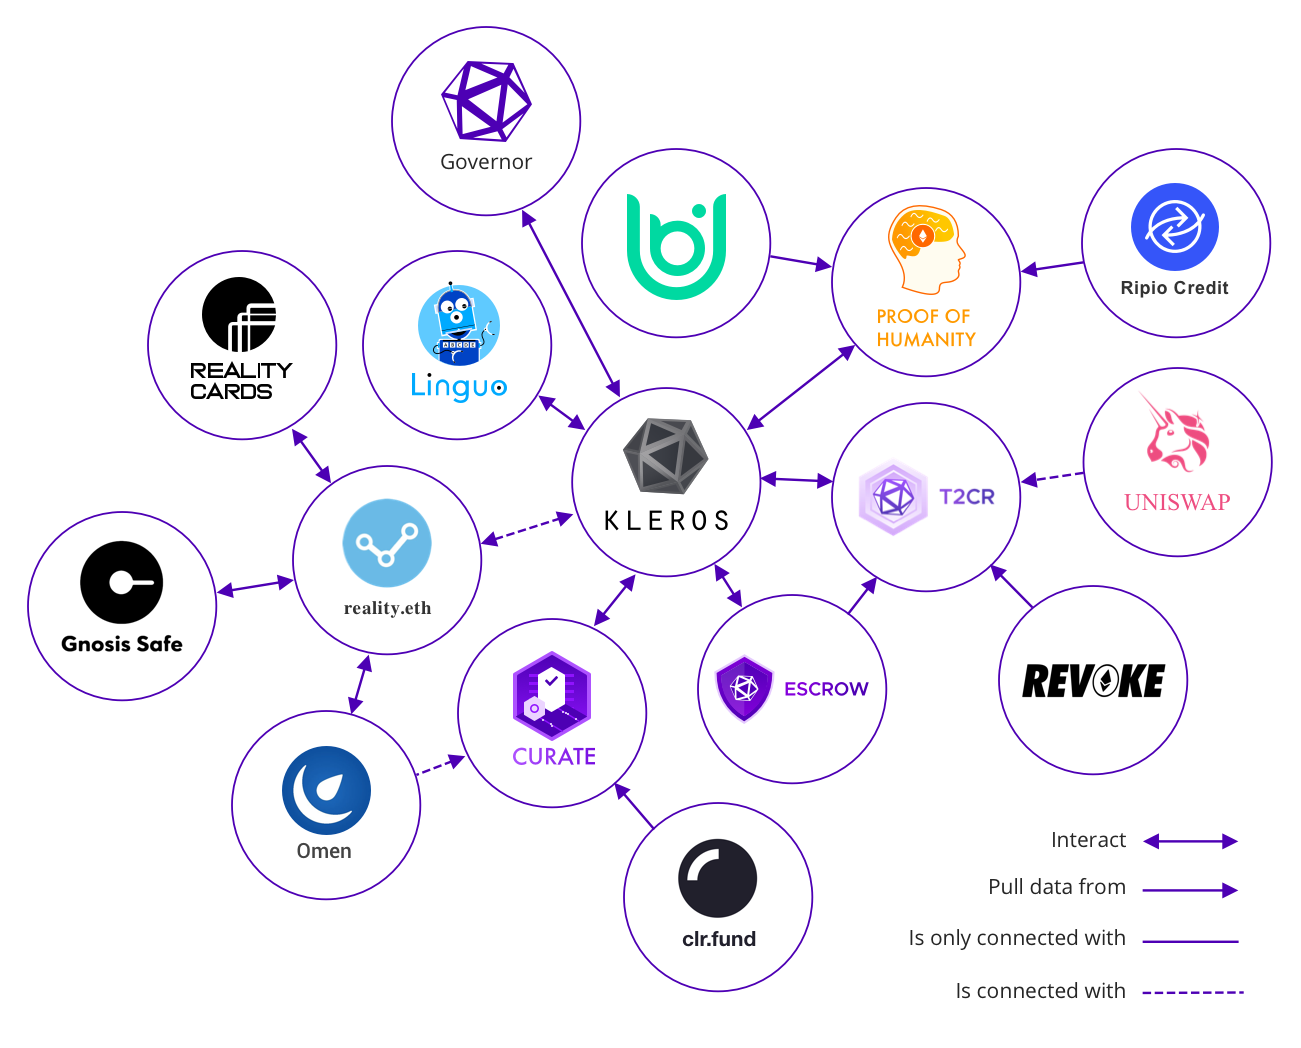 Governor
Ripio Credit
PROOF OF
HUMANITY
REALITY
CARDS
ABCDE
Linguo
KLEROS
T2CR
UNISWAP
reality.eth
Gnosis Safe
CURATE
ESCROW
REVOKE
Omen
clr.fund
Interact
Pull data from
Is only connected with
Is connected with